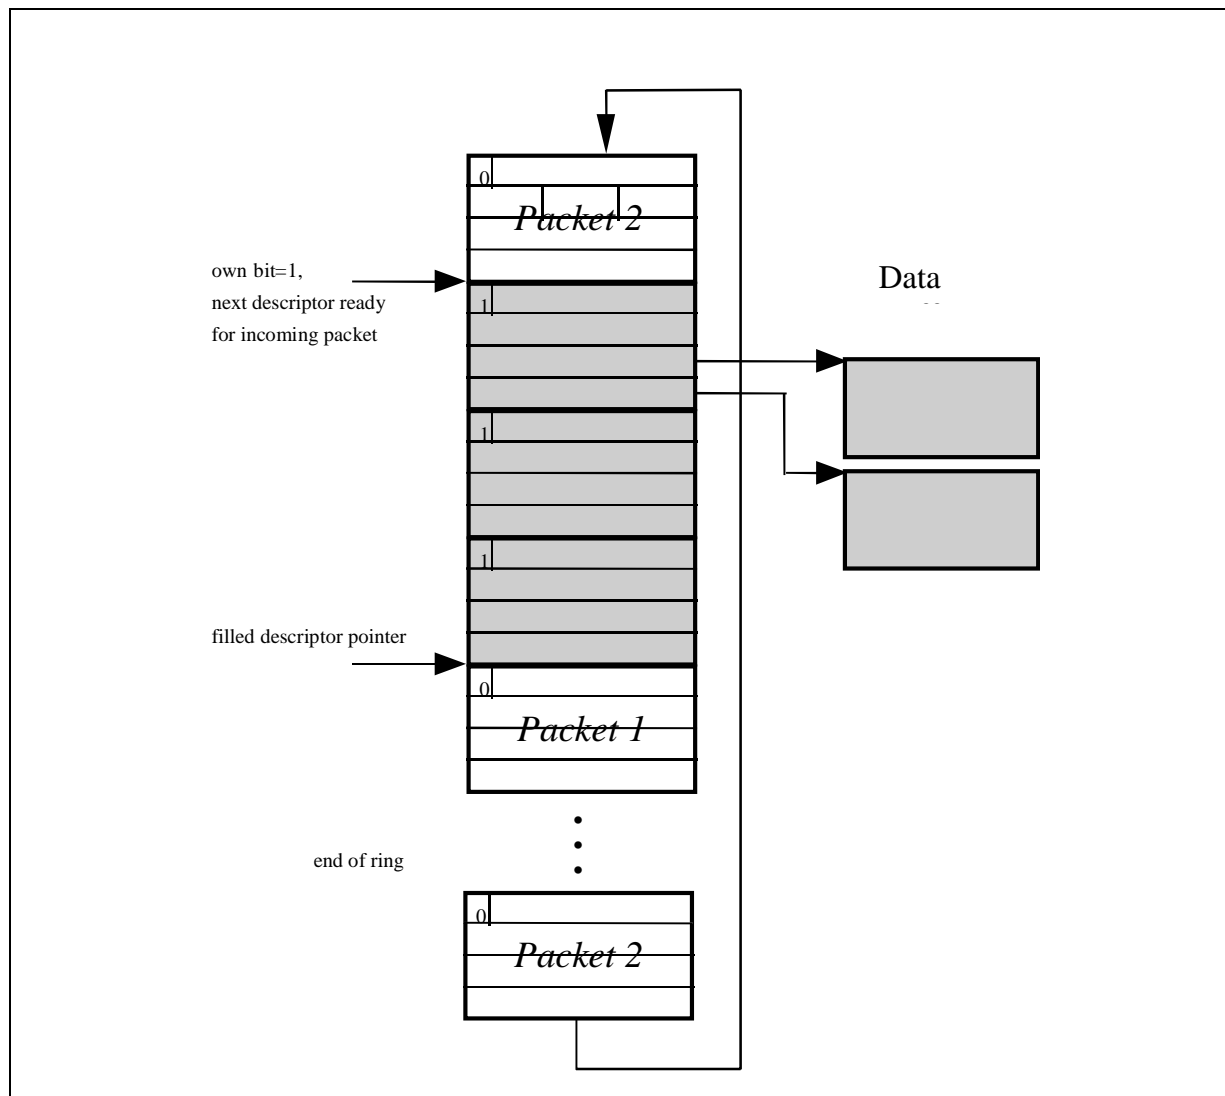 0
Packet 2
own bit=1,
next descriptor ready
for incoming packet
Data
1
1
1
filled descriptor pointer
0
Packet 1
end of ring
0
Packet 2